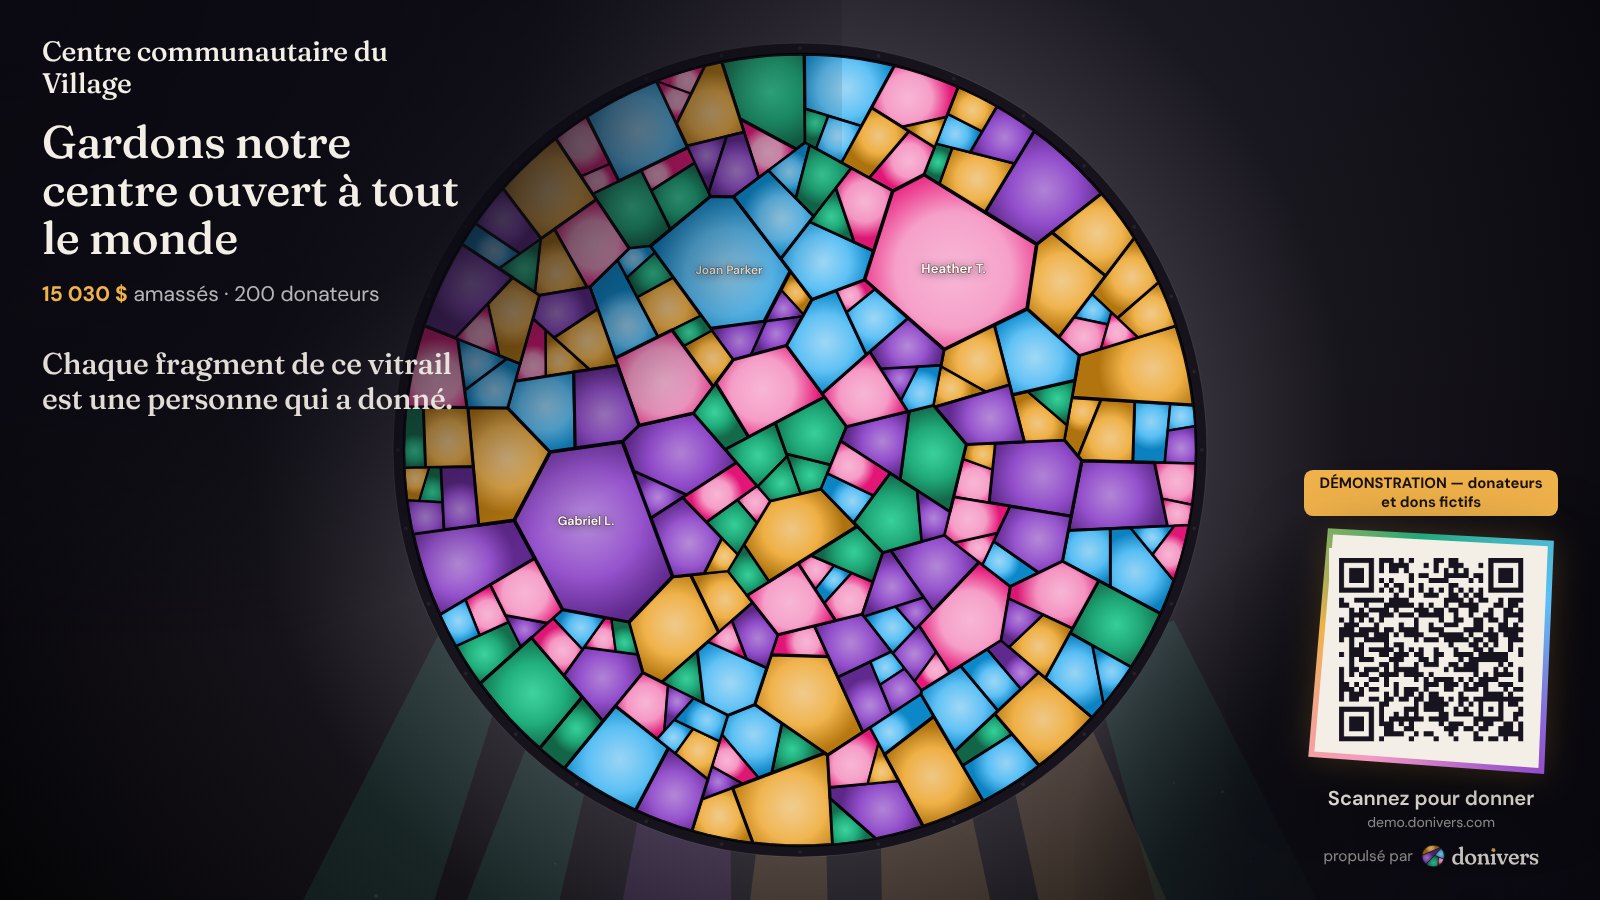 Centre communautaire du
Village
Gardons notre
centre ouvert à tout
le monde
15 030 $ amassés · 200 donateurs
Chaque fragment de ce vitrail
est une personne qui a donné.
Joan Parker
Heather T.
Gabriel L.
DÉMONSTRATION — donateurs
et dons fictifs
Scannez pour donner
demo.donivers.com
propulsé par donivers